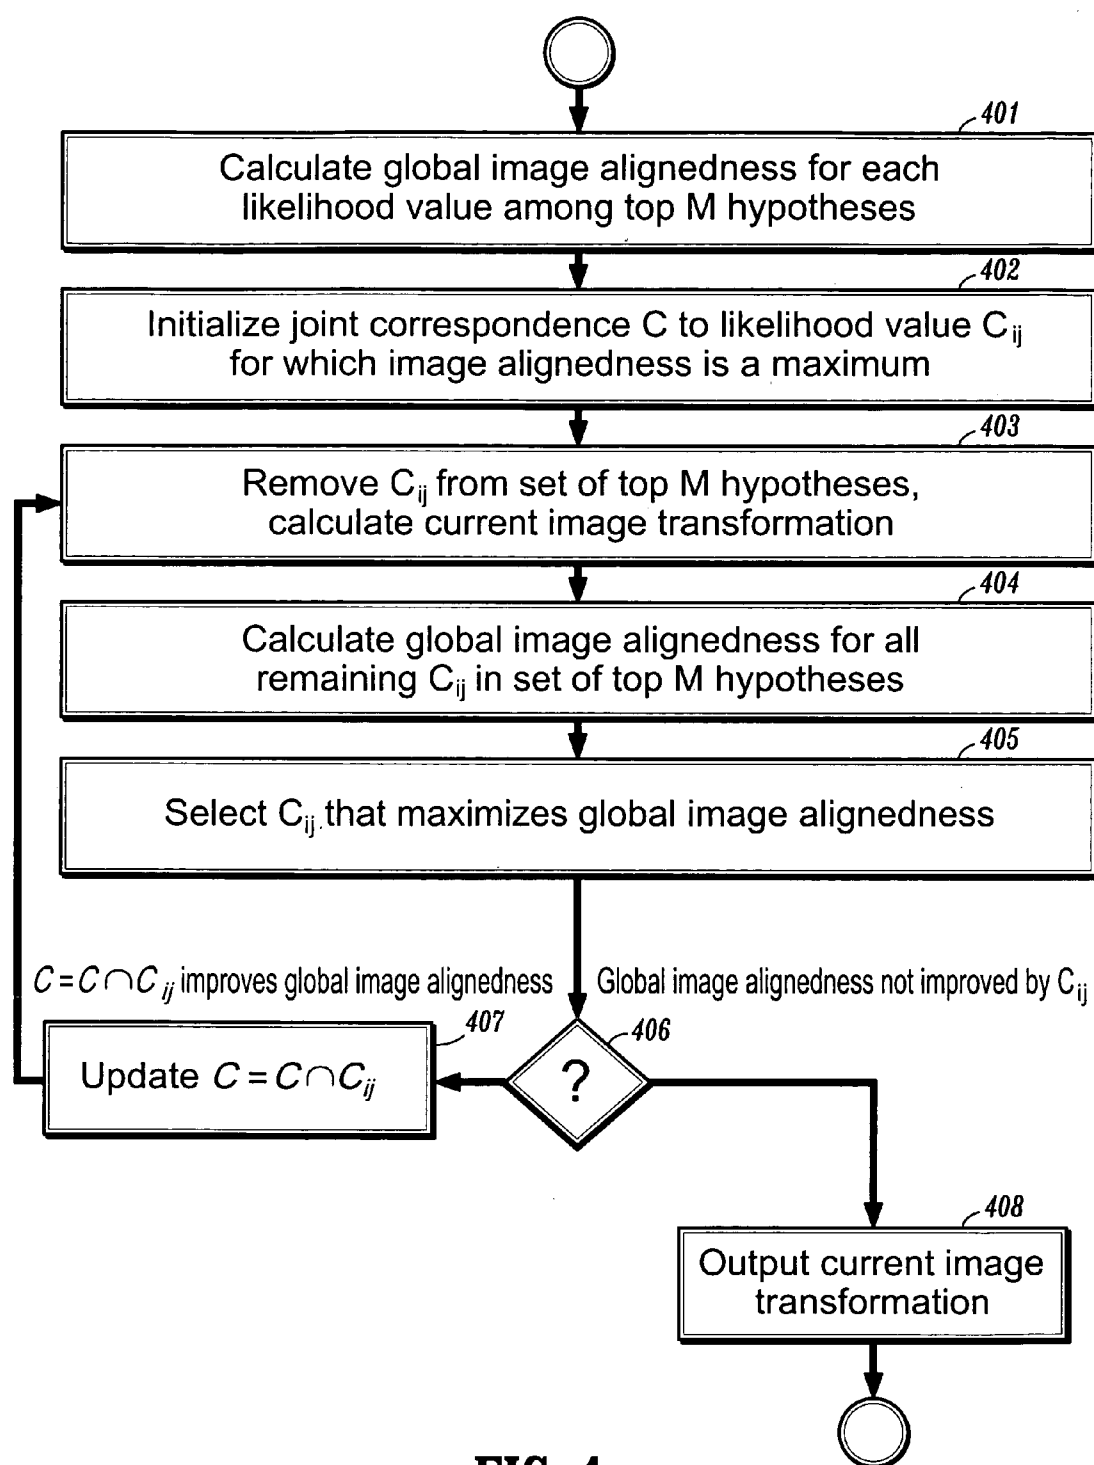 401
Calculate global image alignedness for each
likelihood value among top M hypotheses
402
Initialize joint correspondence C to likelihood value Cij
for which image alignedness is a maximum
403
Remove Cij from set of top M hypotheses,
calculate current image transformation
404
Calculate global image alignedness for all
remaining Cij in set of top M hypotheses
405
Select Cij that maximizes global image alignedness
C = C ∩ Cij improves global image alignedness
Global image alignedness not improved by Cij
407
406
Update C = C ∩ Cij
?
408
Output current image
transformation
FIG. 4